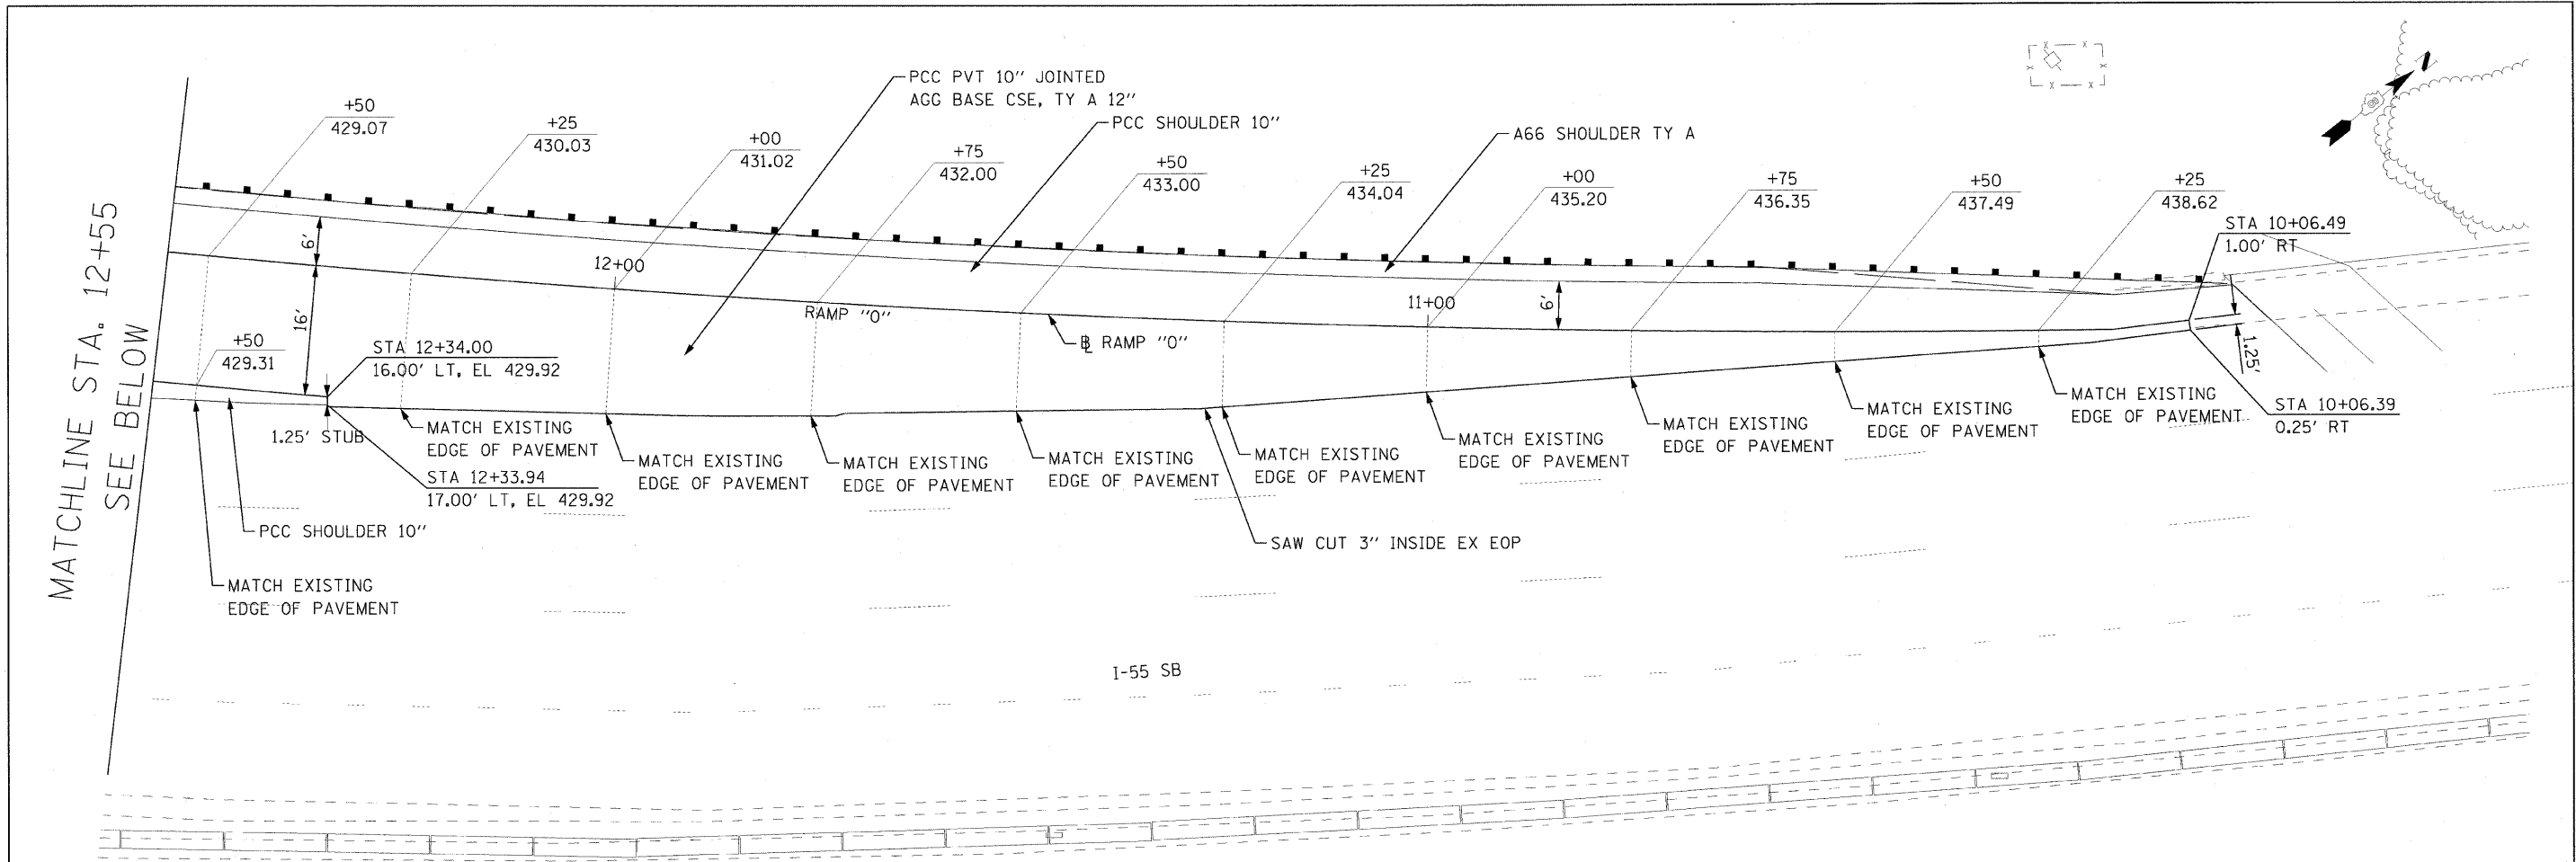 PCC PVT 10" JOINTED
AGG BASE CSE, TY A 12"
PCC SHOULDER 10"
A66 SHOULDER TY A
+50
429.07
+25
430.03
+00
431.02
+75
432.00
+50
433.00
+25
434.04
+00
435.20
+75
436.35
+50
437.49
+25
438.62
STA 10+06.49
1.00' RT
MATCHLINE STA. 12+55
SEE BELOW
6'
16'
12+00
RAMP "O"
℄ RAMP "O"
11+00
6'
1.25'
+50
429.31
STA 12+34.00
16.00' LT, EL 429.92
1.25' STUB
STA 12+33.94
17.00' LT, EL 429.92
MATCH EXISTING
EDGE OF PAVEMENT
MATCH EXISTING
EDGE OF PAVEMENT
MATCH EXISTING
EDGE OF PAVEMENT
MATCH EXISTING
EDGE OF PAVEMENT
MATCH EXISTING
EDGE OF PAVEMENT
MATCH EXISTING
EDGE OF PAVEMENT
MATCH EXISTING
EDGE OF PAVEMENT
MATCH EXISTING
EDGE OF PAVEMENT
MATCH EXISTING
EDGE OF PAVEMENT
STA 10+06.39
0.25' RT
PCC SHOULDER 10"
SAW CUT 3" INSIDE EX EOP
MATCH EXISTING
EDGE OF PAVEMENT
I-55 SB